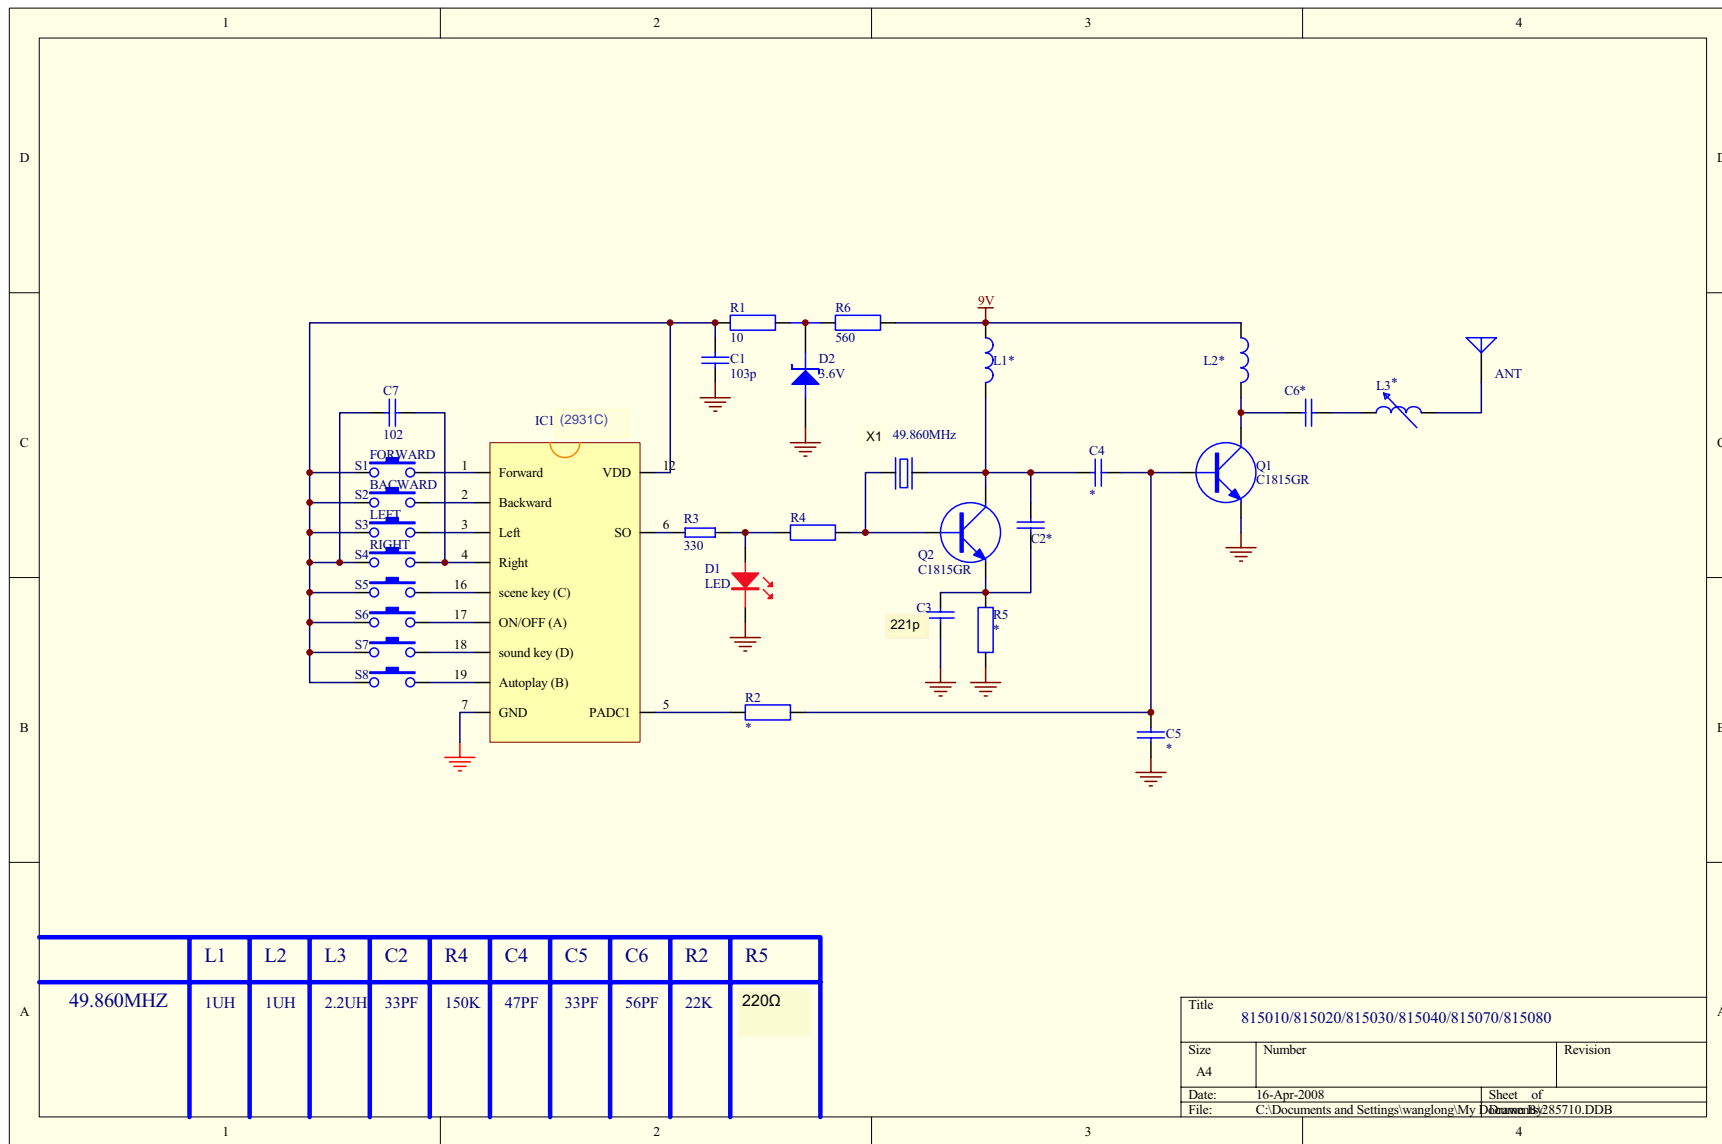 1 2 3 4
D
D
9V
R1
R6
10
560
C1
103p
D2
3.6V
L1*
L2*
ANT
C6*
L3*
C7
102
IC1 (2931C)
X1 49.860MHz
C
C4
*
Q1
C1815GR
S1 FORWARD 1 Forward VDD 12
S2 BACWARD 2 Backward
S3 LEFT 3 Left SO 6
S4 RIGHT 4 Right
S5 16 scene key (C)
S6 17 ON/OFF (A)
S7 18 sound key (D)
S8 19 Autoplay (B)
7 GND PADC1 5
R3
330
R4
D1
LED
Q2
C1815GR
C2*
C3
221p
R5
*
R2
*
C5
*
B
L1 L2 L3 C2 R4 C4 C5 C6 R2 R5
49.860MHZ 1UH 1UH 2.2UH 33PF 150K 47PF 33PF 56PF 22K 220Ω
A
Title
815010/815020/815030/815040/815070/815080
Size Number Revision
A4
Date: 16-Apr-2008 Sheet of
File: C:\Documents and Settings\wanglong\My 285710.DDB
1 2 3 4